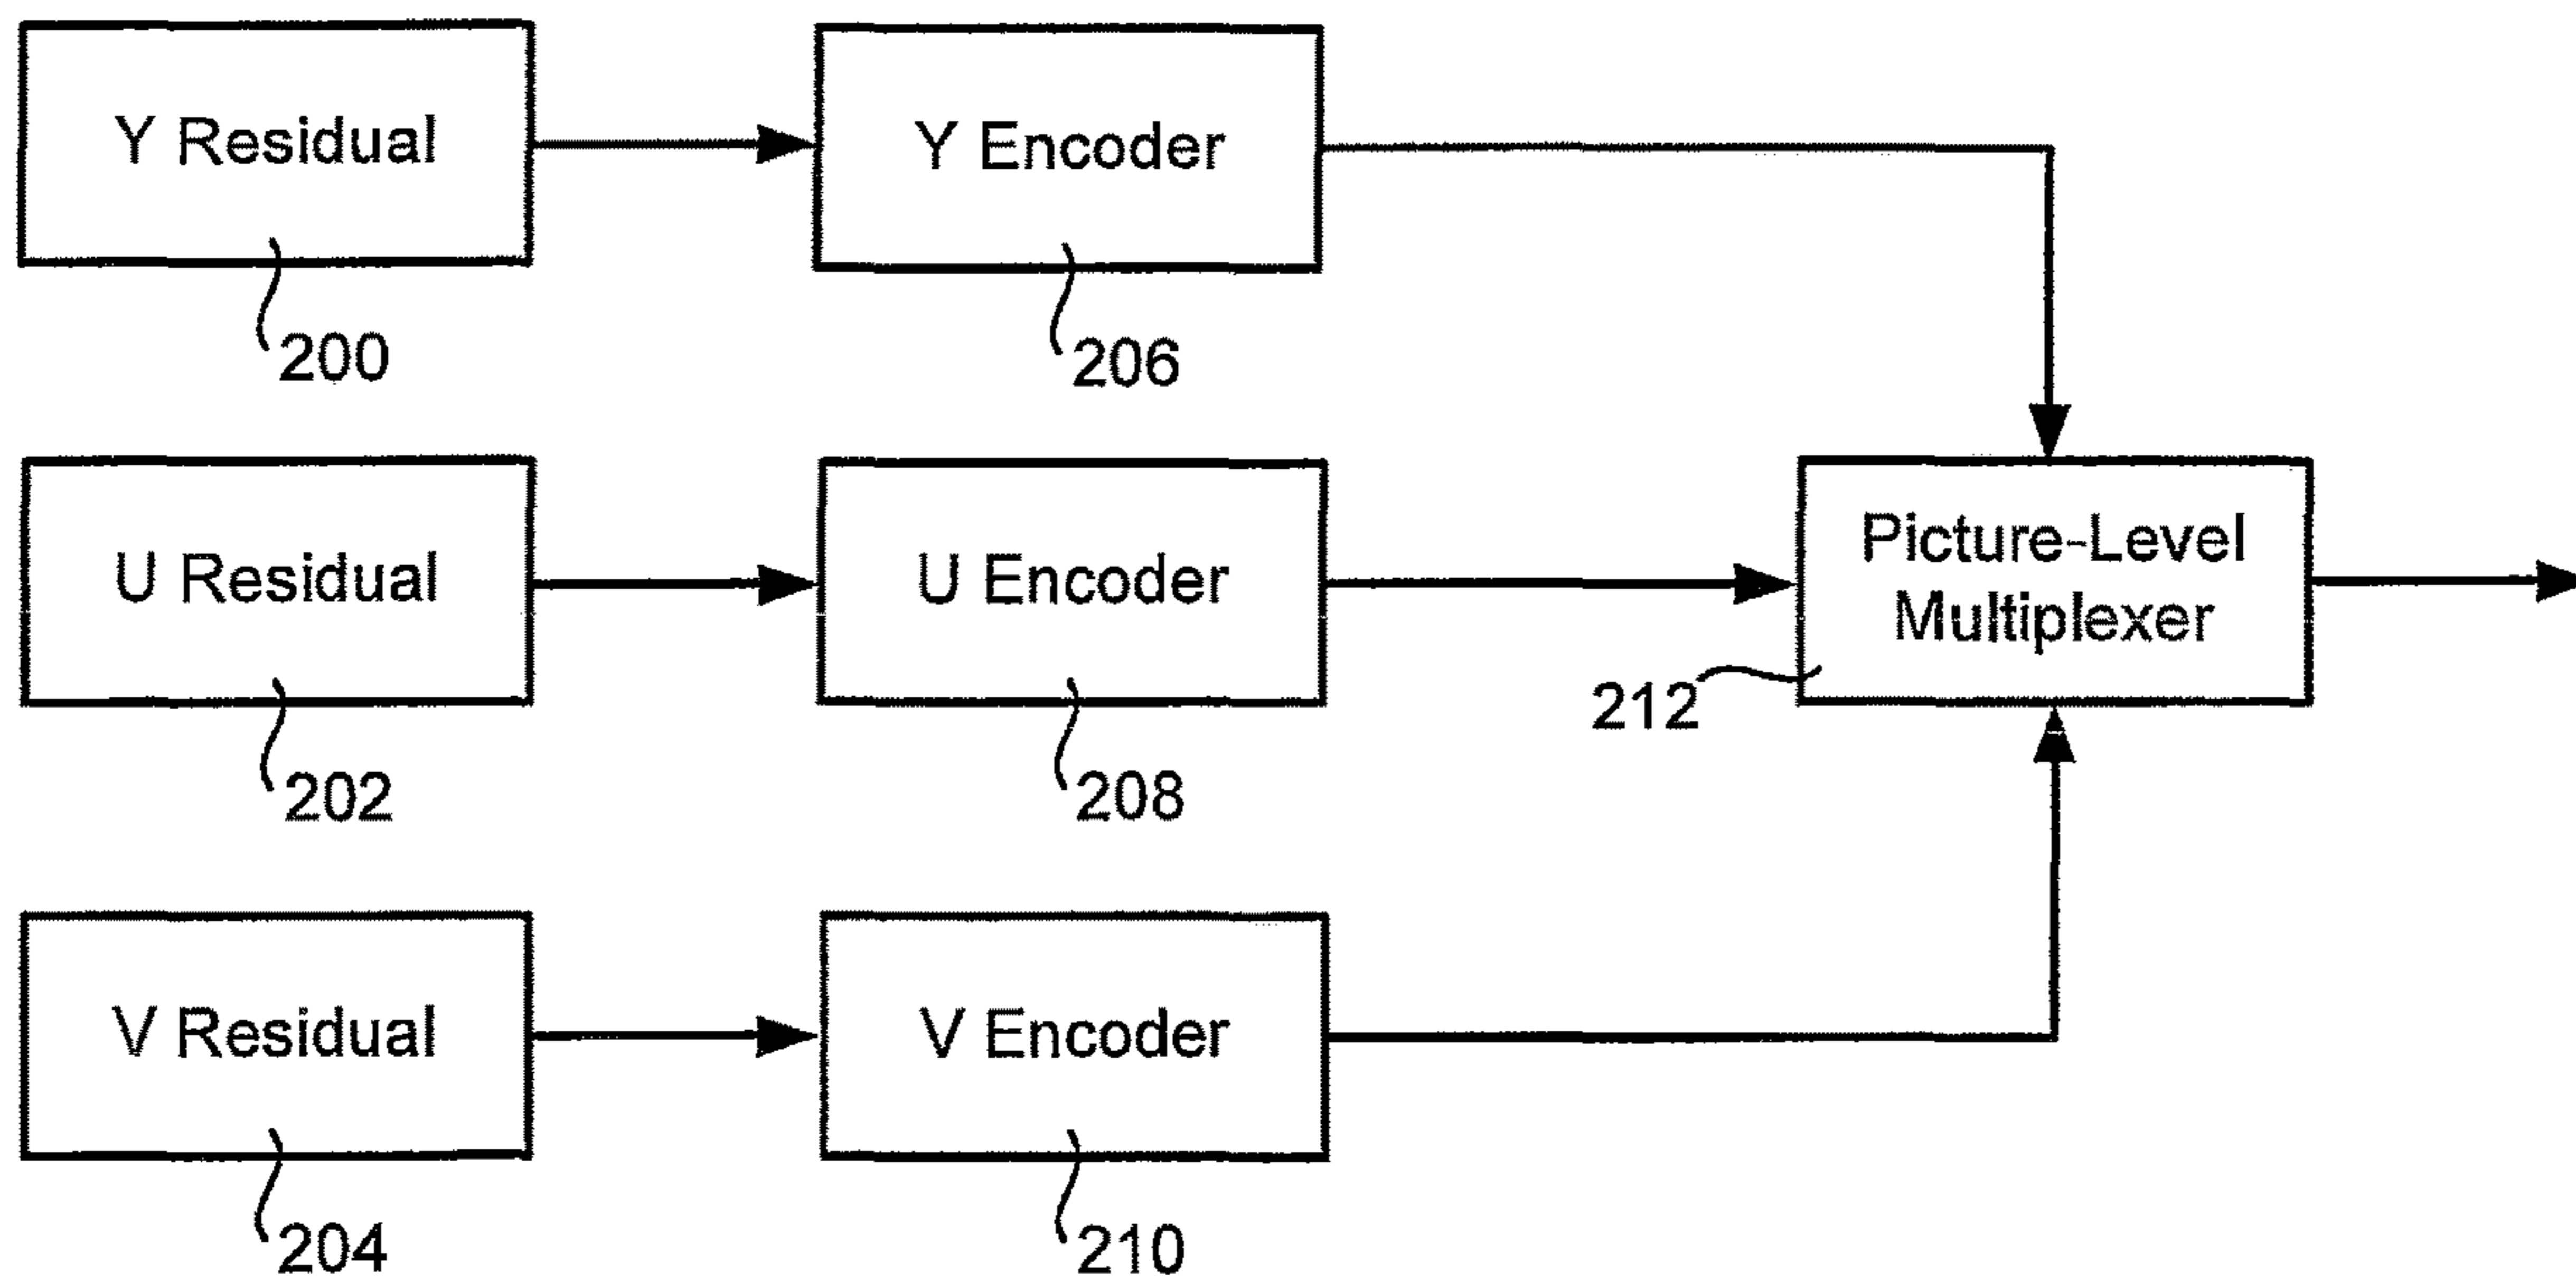 Y Residual
Y Encoder
200
206
U Residual
U Encoder
Picture-Level
Multiplexer
202
208
212
V Residual
V Encoder
204
210